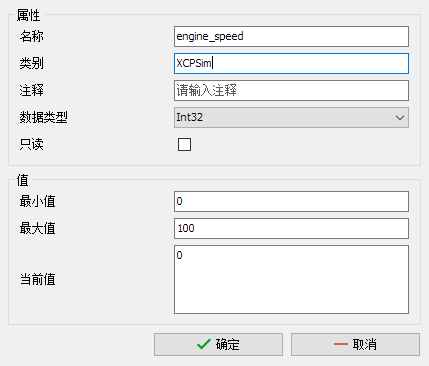 属性
名称 engine_speed
类别 XCPSim
注释 请输入注释
数据类型 Int32
只读
值
最小值 0
最大值 100
当前值 0
确定 取消